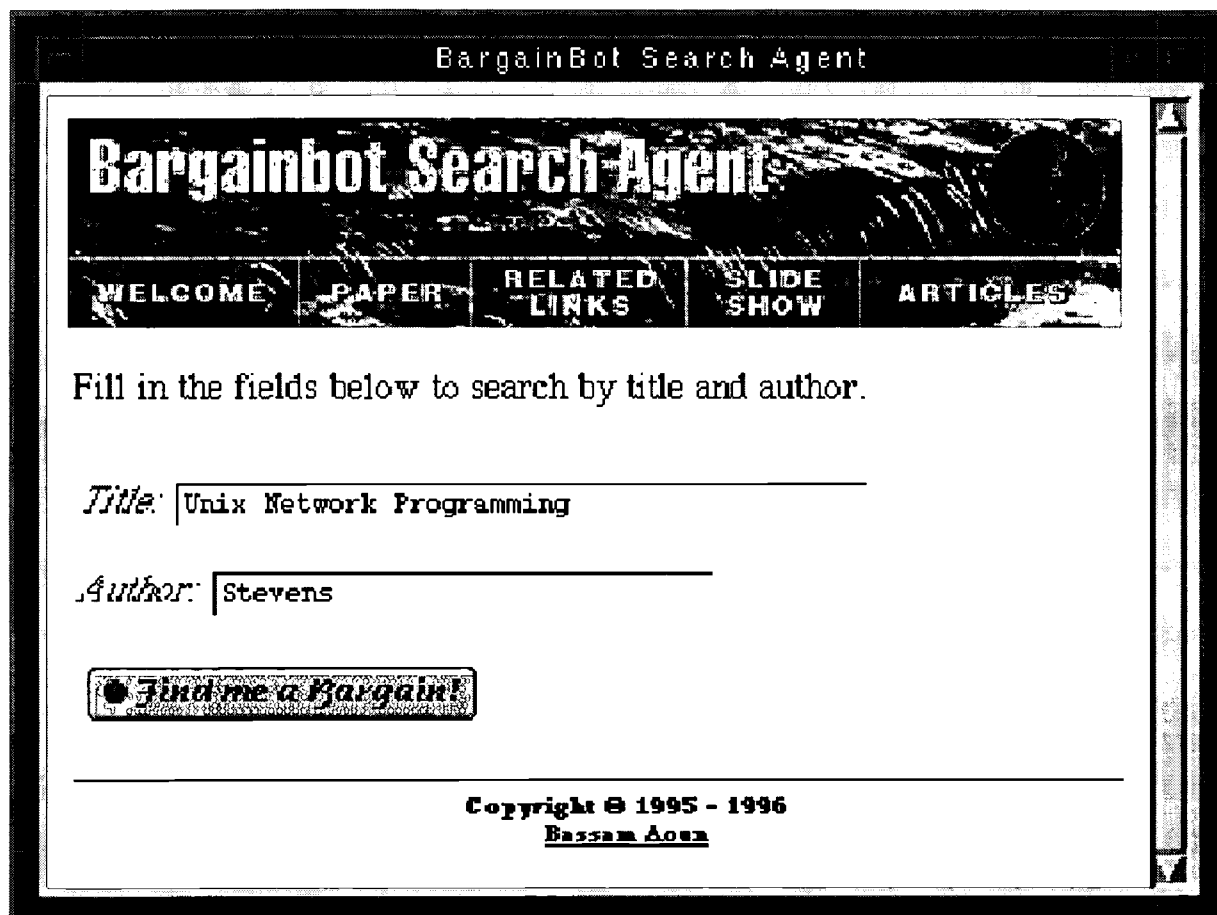 BargainBot Search Agent
Bargainbot Search Agent
WELCOME PAPER RELATED LINKS SLIDE SHOW ARTICLES
Fill in the fields below to search by title and author.
Title: Unix Network Programming
Author: Stevens
Find me a Bargain!
Copyright © 1995 - 1996
Bassam Aoun